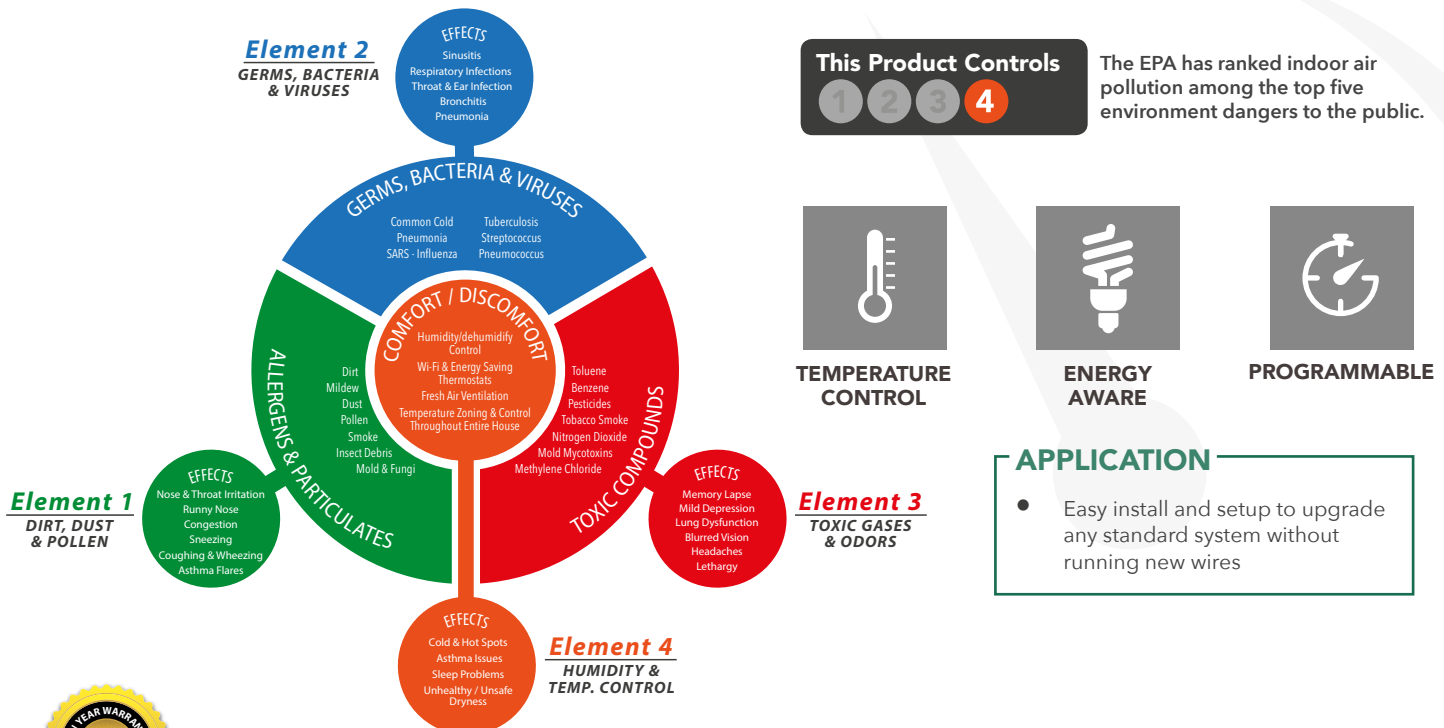 Element 2
GERMS, BACTERIA
& VIRUSES
EFFECTS
Sinusitis
Respiratory Infections
Throat & Ear Infection
Bronchitis
Pneumonia
GERMS, BACTERIA & VIRUSES
Common Cold
Pneumonia
SARS - Influenza
Tuberculosis
Streptococcus
Pneumococcus
COMFORT / DISCOMFORT
Humidity/dehumidify
Control
Wi-Fi & Energy Saving
Thermostats
Fresh Air Ventilation
Temperature Zoning & Control
Throughout Entire House
ALLERGENS & PARTICULATES
Dirt
Mildew
Dust
Pollen
Smoke
Insect Debris
Mold & Fungi
TOXIC COMPOUNDS
Toluene
Benzene
Pesticides
Tobacco Smoke
Nitrogen Dioxide
Mold Mycotoxins
Methylene Chloride
Element 1
DIRT, DUST
& POLLEN
EFFECTS
Nose & Throat Irritation
Runny Nose
Congestion
Sneezing
Coughing & Wheezing
Asthma Flares
EFFECTS
Memory Lapse
Mild Depression
Lung Dysfunction
Blurred Vision
Headaches
Lethargy
Element 3
TOXIC GASES
& ODORS
EFFECTS
Cold & Hot Spots
Asthma Issues
Sleep Problems
Unhealthy / Unsafe
Dryness
Element 4
HUMIDITY &
TEMP. CONTROL
This Product Controls
1 2 3 4
The EPA has ranked indoor air
pollution among the top five
environment dangers to the public.
TEMPERATURE
CONTROL
ENERGY
AWARE
PROGRAMMABLE
APPLICATION
• Easy install and setup to upgrade
any standard system without
running new wires
YEAR